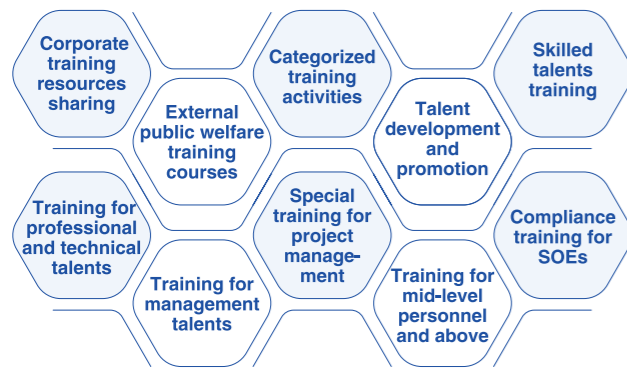 Corporate
training
resources
sharing
External
public welfare
training
courses
Categorized
training
activities
Talent
development
and
promotion
Skilled
talents
training
Training for
professional
and technical
talents
Training for
management
talents
Special
training for
project
manage-
ment
Training for
mid-level
personnel
and above
Compliance
training for
SOEs